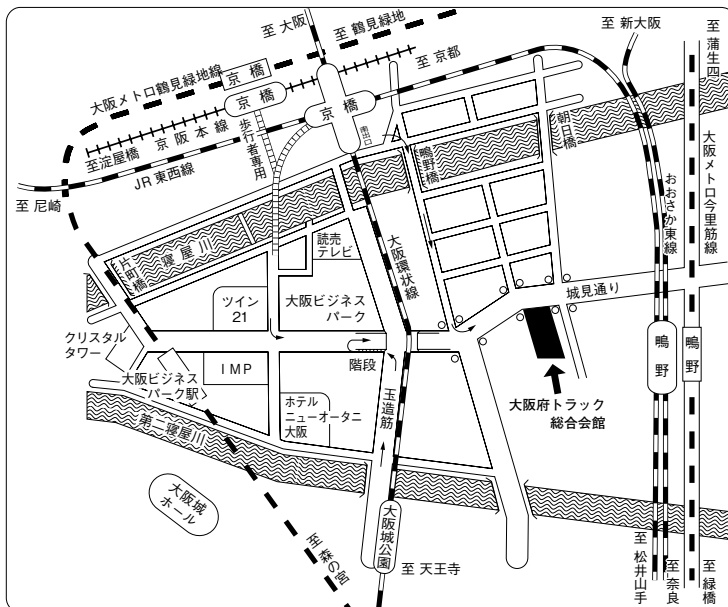 至 大阪
至 鶴見緑地
至 新大阪
至 蒲生四
大阪メトロ鶴見緑地線
京橋
至 京都
京橋
京橋
京阪本線
至淀屋橋
歩行者専用
南出口
JR東西線
至 尼崎
朝日橋
鴫野橋
おおさか東線
大阪メトロ今里筋線
片町橋
寝屋川
読売
テレビ
大阪環状線
城見通り
ツイン
21
大阪ビジネス
パーク
クリスタル
タワー
IMP
階段
鴫野
鴫野
大阪ビジネス
パーク駅
ホテル
ニューオータニ
大阪
玉造筋
大阪府トラック
総合会館
第二寝屋川
大阪城
ホール
至 森の宮
大阪城公園
至 天王寺
至 松井山手
至 奈良
至 緑橋